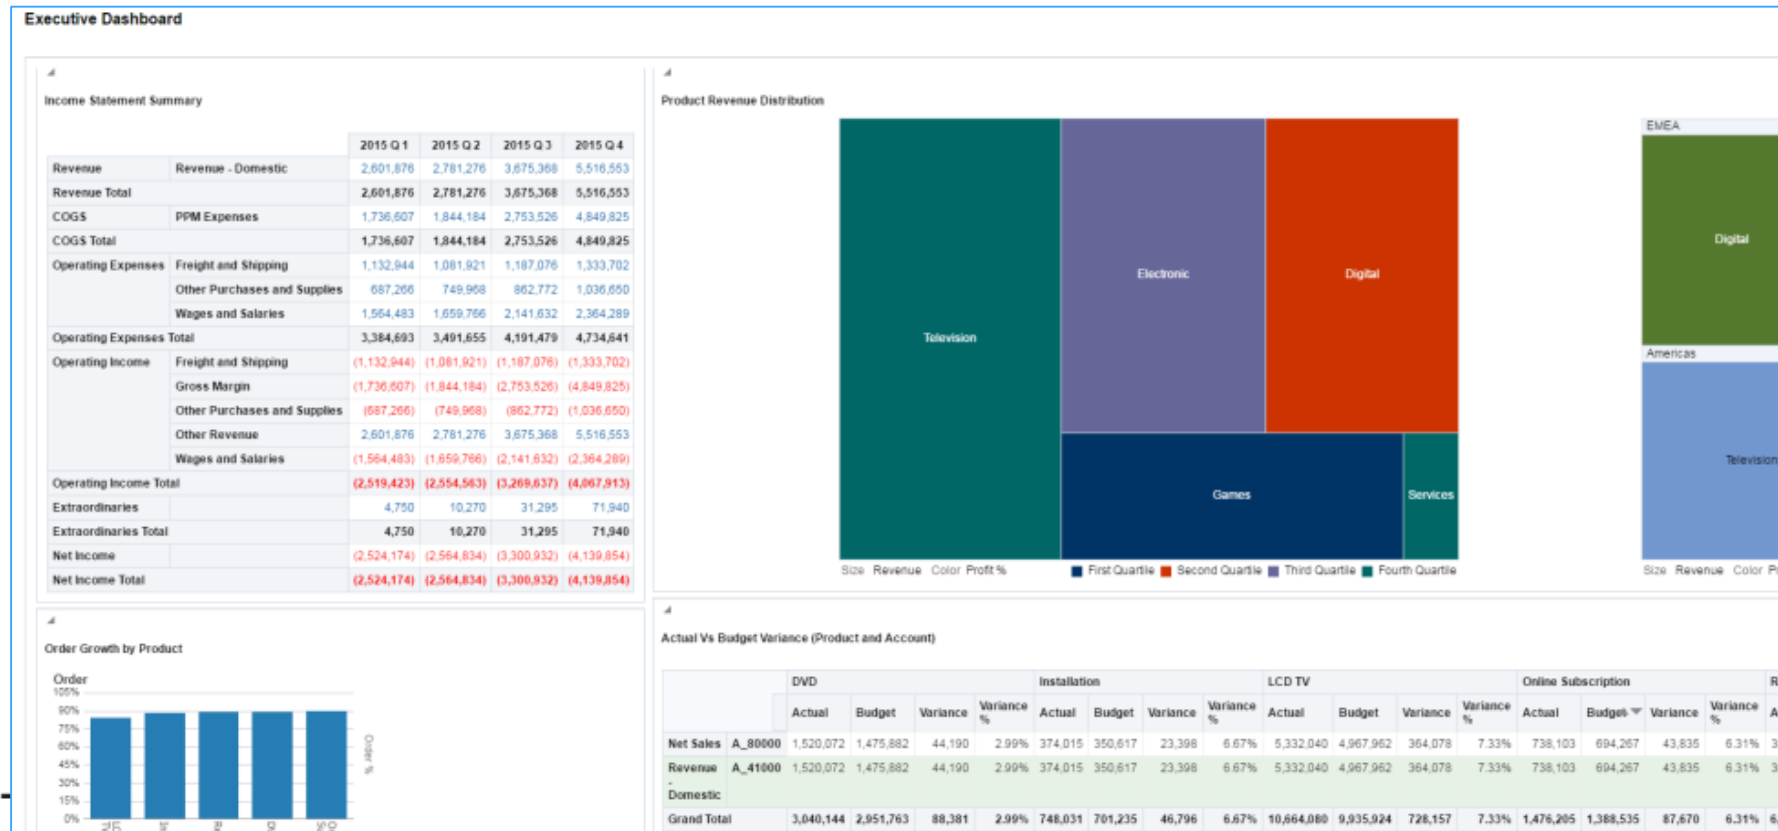 Executive Dashboard
Income Statement Summary
2015 Q 1 2015 Q 2 2015 Q 3 2015 Q 4
Revenue Revenue - Domestic 2,601,876 2,781,276 3,675,368 5,516,553
Revenue Total 2,601,876 2,781,276 3,675,368 5,516,553
COGS PPM Expenses 1,736,607 1,844,184 2,753,526 4,849,825
COGS Total 1,736,607 1,844,184 2,753,526 4,849,825
Operating Expenses Freight and Shipping 1,132,944 1,081,921 1,187,076 1,333,702
Other Purchases and Supplies 687,266 749,968 862,772 1,036,650
Wages and Salaries 1,564,483 1,659,766 2,141,632 2,364,289
Operating Expenses Total 3,384,693 3,491,655 4,191,479 4,734,641
Operating Income Freight and Shipping (1,132,944) (1,081,921) (1,187,076) (1,333,702)
Gross Margin (1,736,607) (1,844,184) (2,753,526) (4,849,825)
Other Purchases and Supplies (687,266) (749,968) (862,772) (1,036,650)
Other Revenue 2,601,876 2,781,276 3,675,368 5,516,553
Wages and Salaries (1,564,483) (1,659,766) (2,141,632) (2,364,289)
Operating Income Total (2,519,423) (2,554,563) (3,269,637) (4,067,913)
Extraordinaries 4,750 10,270 31,295 71,940
Extraordinaries Total 4,750 10,270 31,295 71,940
Net Income (2,524,174) (2,564,834) (3,300,932) (4,139,854)
Net Income Total (2,524,174) (2,564,834) (3,300,932) (4,139,854)
Product Revenue Distribution
Television
Electronic
Digital
Games
Services
Size Revenue Color Profit % First Quartile Second Quartile Third Quartile Fourth Quartile
EMEA
Digital
Americas
Television
Size Revenue Color
Order Growth by Product
Order
105%
90%
75%
60%
45%
30%
15%
0%
Order %
Actual Vs Budget Variance (Product and Account)
DVD Installation LCD TV Online Subscription
Actual Budget Variance Variance % Actual Budget Variance Variance % Actual Budget Variance Variance % Actual Budget Variance Variance %
Net Sales A_80000 1,520,072 1,475,882 44,190 2.99% 374,015 350,617 23,398 6.67% 5,332,040 4,967,962 364,078 7.33% 738,103 694,267 43,835 6.31%
Revenue - Domestic A_41000 1,520,072 1,475,882 44,190 2.99% 374,015 350,617 23,398 6.67% 5,332,040 4,967,962 364,078 7.33% 738,103 694,267 43,835 6.31%
Grand Total 3,040,144 2,951,763 88,381 2.99% 748,031 701,235 46,796 6.67% 10,664,080 9,935,924 728,157 7.33% 1,476,205 1,388,535 87,670 6.31%